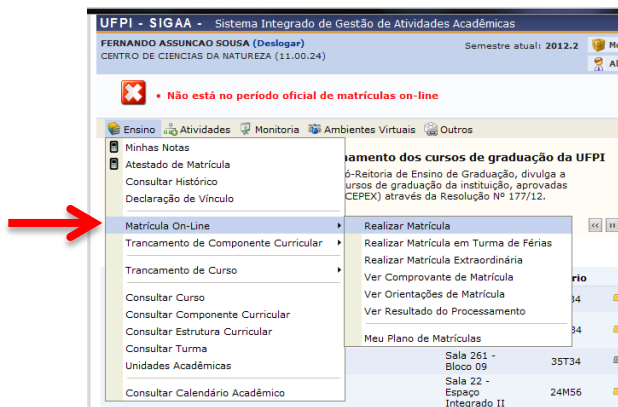 UFPI - SIGAA - Sistema Integrado de Gestão de Atividades Acadêmicas
FERNANDO ASSUNCAO SOUSA (Deslogar)
Semestre atual: 2012.2
CENTRO DE CIENCIAS DA NATUREZA (11.00.24)
• Não está no período oficial de matrículas on-line
Ensino Atividades Monitoria Ambientes Virtuais Outros
Minhas Notas
Atestado de Matrícula
Consultar Histórico
Declaração de Vínculo
namento dos cursos de graduação da UFPI
ó-Reitoria de Ensino de Graduação, divulga a
ursos de graduação da instituição, aprovadas
CEPEX) através da Resolução Nº 177/12.
Matrícula On-Line
Trancamento de Componente Curricular
Trancamento de Curso
Consultar Curso
Consultar Componente Curricular
Consultar Estrutura Curricular
Consultar Turma
Unidades Acadêmicas
Consultar Calendário Acadêmico
Realizar Matrícula
Realizar Matrícula em Turma de Férias
Realizar Matrícula Extraordinária
Ver Comprovante de Matrícula
Ver Orientações de Matrícula
Ver Resultado do Processamento
Meu Plano de Matrículas
rio
34
34
Sala 261 -
Bloco 09
35T34
Sala 22 -
Espaço
Integrado II
24M56